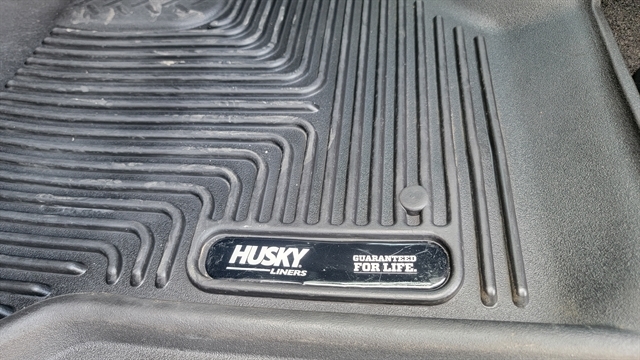 HUSKY
LINERS
GUARANTEED
FOR LIFE.